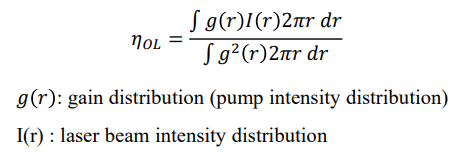 η_OL = ∫ g(r)I(r)2πr dr / ∫ g²(r)2πr dr
g(r): gain distribution (pump intensity distribution)
I(r) : laser beam intensity distribution